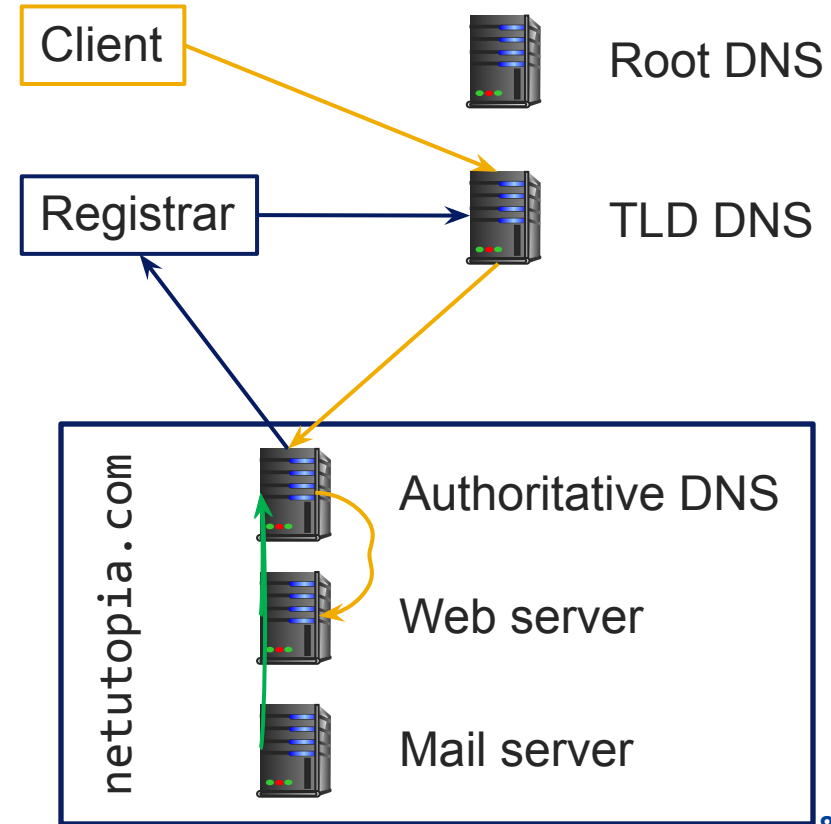 Client
Root DNS
Registrar
TLD DNS
netutopia.com
Authoritative DNS
Web server
Mail server